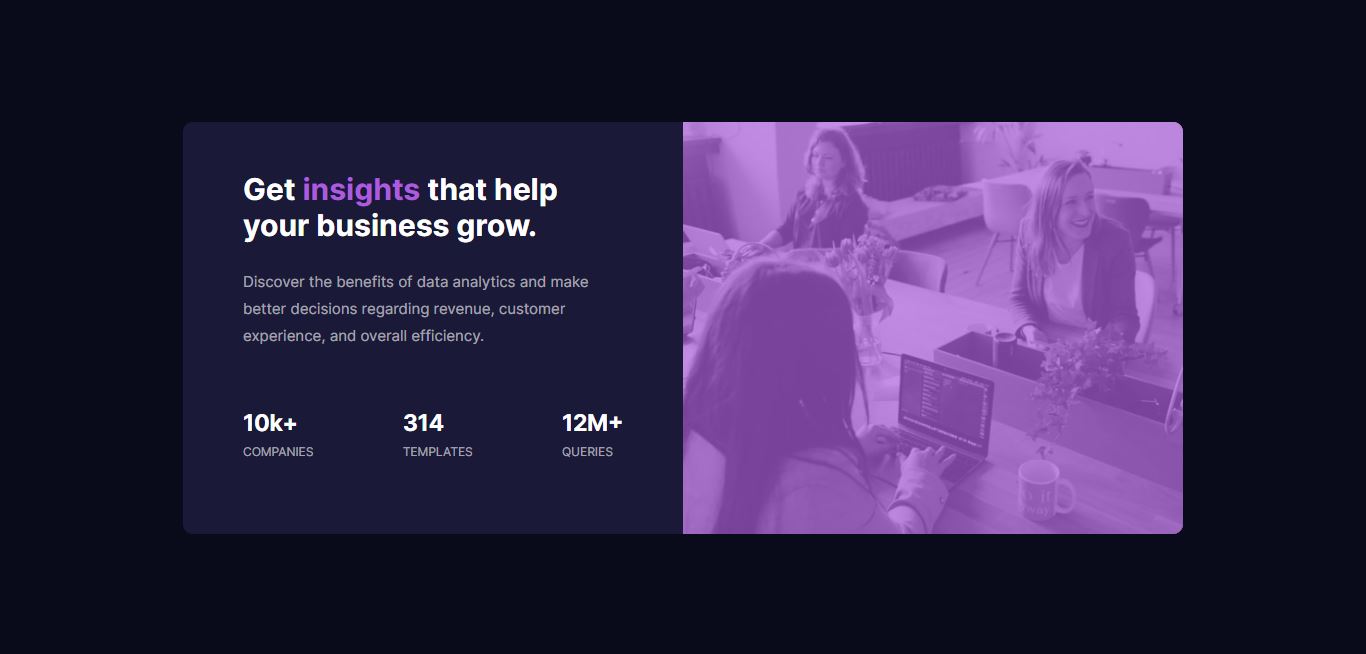 Get insights that help
your business grow.
Discover the benefits of data analytics and make
better decisions regarding revenue, customer
experience, and overall efficiency.
10k+ 314 12M+
COMPANIES TEMPLATES QUERIES